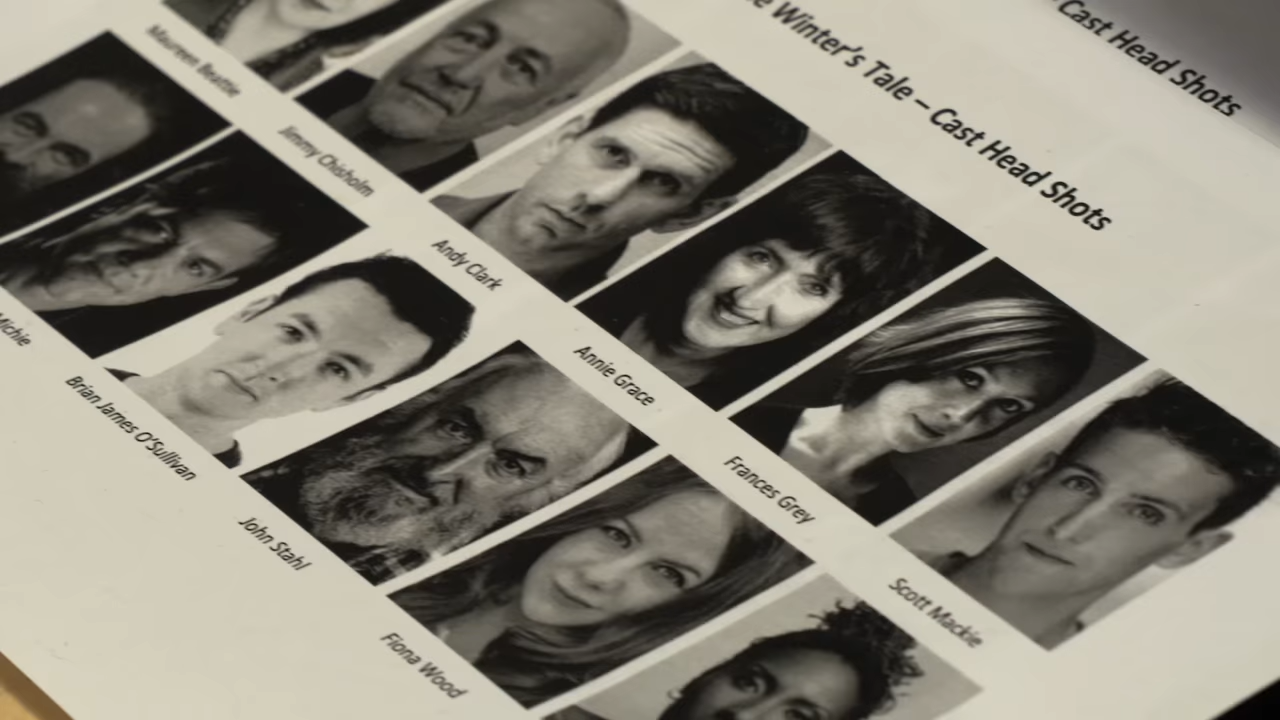 - Cast Head Shots
Winter's Tale – Cast Head Shots
Maureen Beattie
Jimmy Chisholm
Andy Clark
Annie Grace
Frances Grey
Scott Mackie
Michie
Brian James O'Sullivan
John Stahl
Fiona Wood